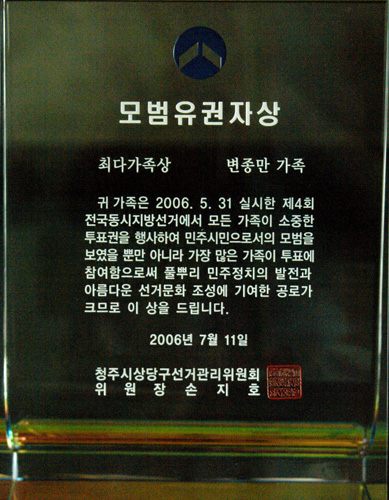 모범유권자상
최다가족상 변종만 가족
귀 가족은 2006. 5. 31 실시한 제4회
전국동시지방선거에서 모든 가족이 소중한
투표권을 행사하여 민주시민으로서의 모범을
보였을 뿐만 아니라 가장 많은 가족이 투표에
참여함으로써 풀뿌리 민주정치의 발전과
아름다운 선거문화 조성에 기여한 공로가
크므로 이 상을 드립니다.
2006년 7월 11일
청주시상당구선거관리위원회
위 원 장 손 지 호